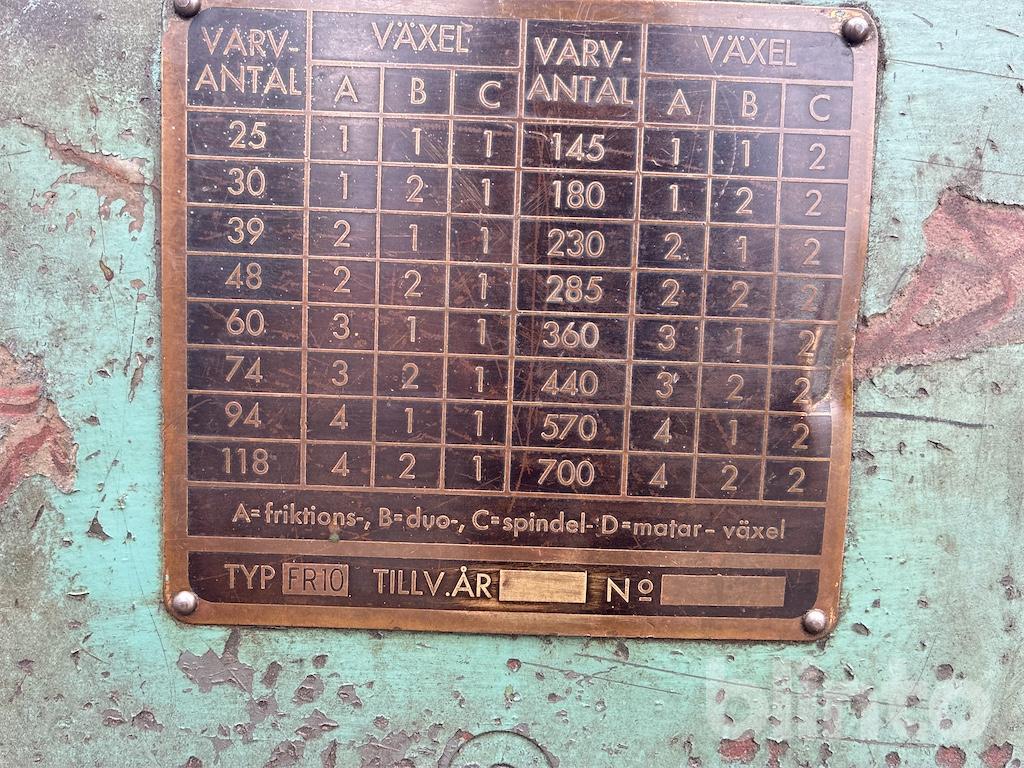 VARV-ANTAL VÄXEL VARV-ANTAL VÄXEL
A B C A B C
25 1 1 1 145 1 1 2
30 1 2 1 180 1 2 2
39 2 1 1 230 2 1 2
48 2 2 1 285 2 2 2
60 3 1 1 360 3 1 2
74 3 2 1 440 3 2 2
94 4 1 1 570 4 1 2
118 4 2 1 700 4 2 2
A=friktions-, B=duo-, C=spindel- D=matar-växel
TYP FR10 TILLV.ÅR Nº
blinto